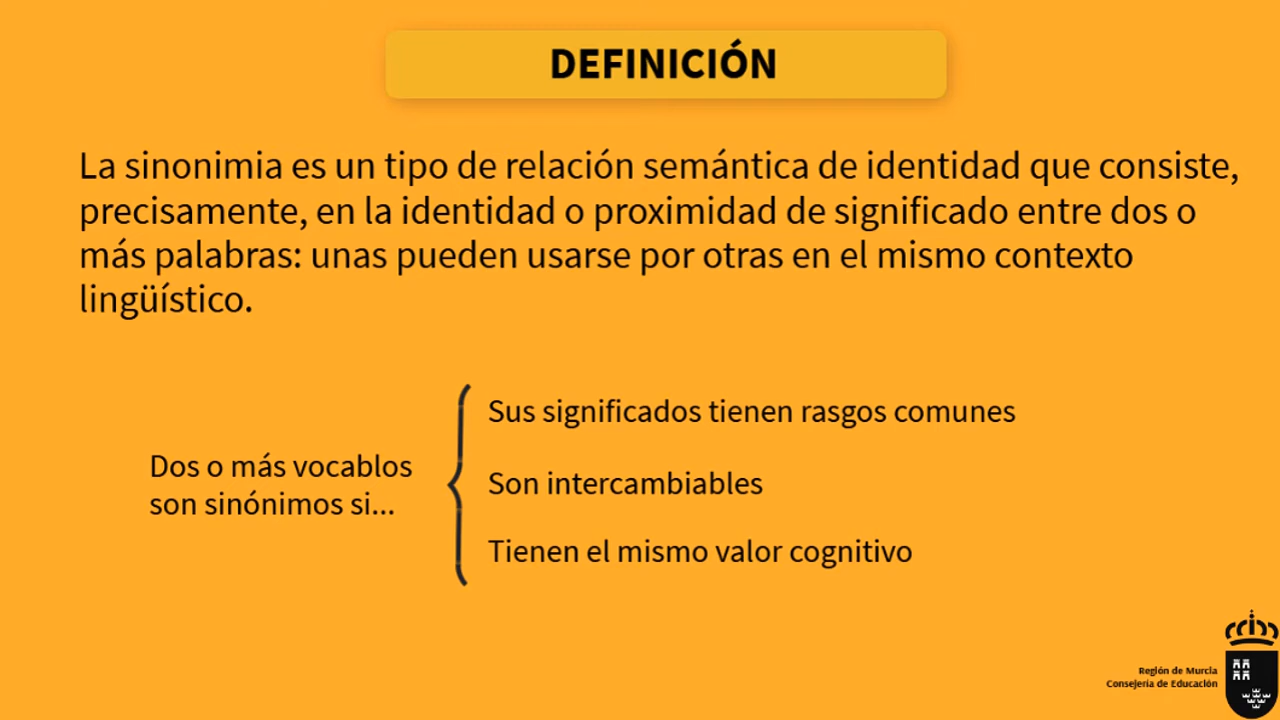 DEFINICIÓN
La sinonimia es un tipo de relación semántica de identidad que consiste,
precisamente, en la identidad o proximidad de significado entre dos o
más palabras: unas pueden usarse por otras en el mismo contexto
lingüístico.
Dos o más vocablos
son sinónimos si...
Sus significados tienen rasgos comunes
Son intercambiables
Tienen el mismo valor cognitivo
Región de Murcia
Consejería de Educación